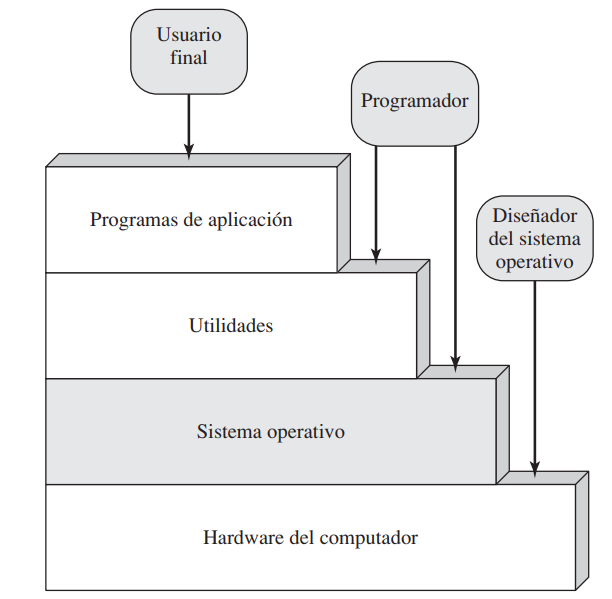 Usuario
final
Programador
Diseñador
del sistema
operativo
Programas de aplicación
Utilidades
Sistema operativo
Hardware del computador